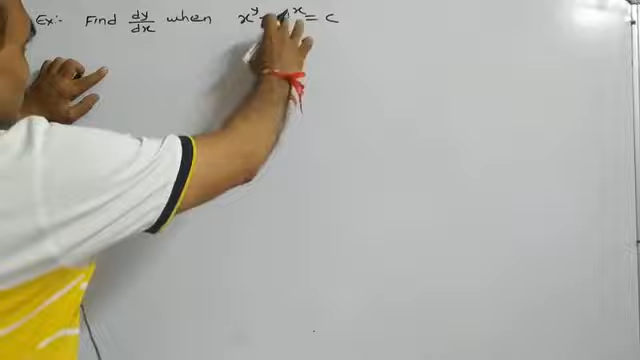 Ex:- Find dy/dx when x^y ^x = c